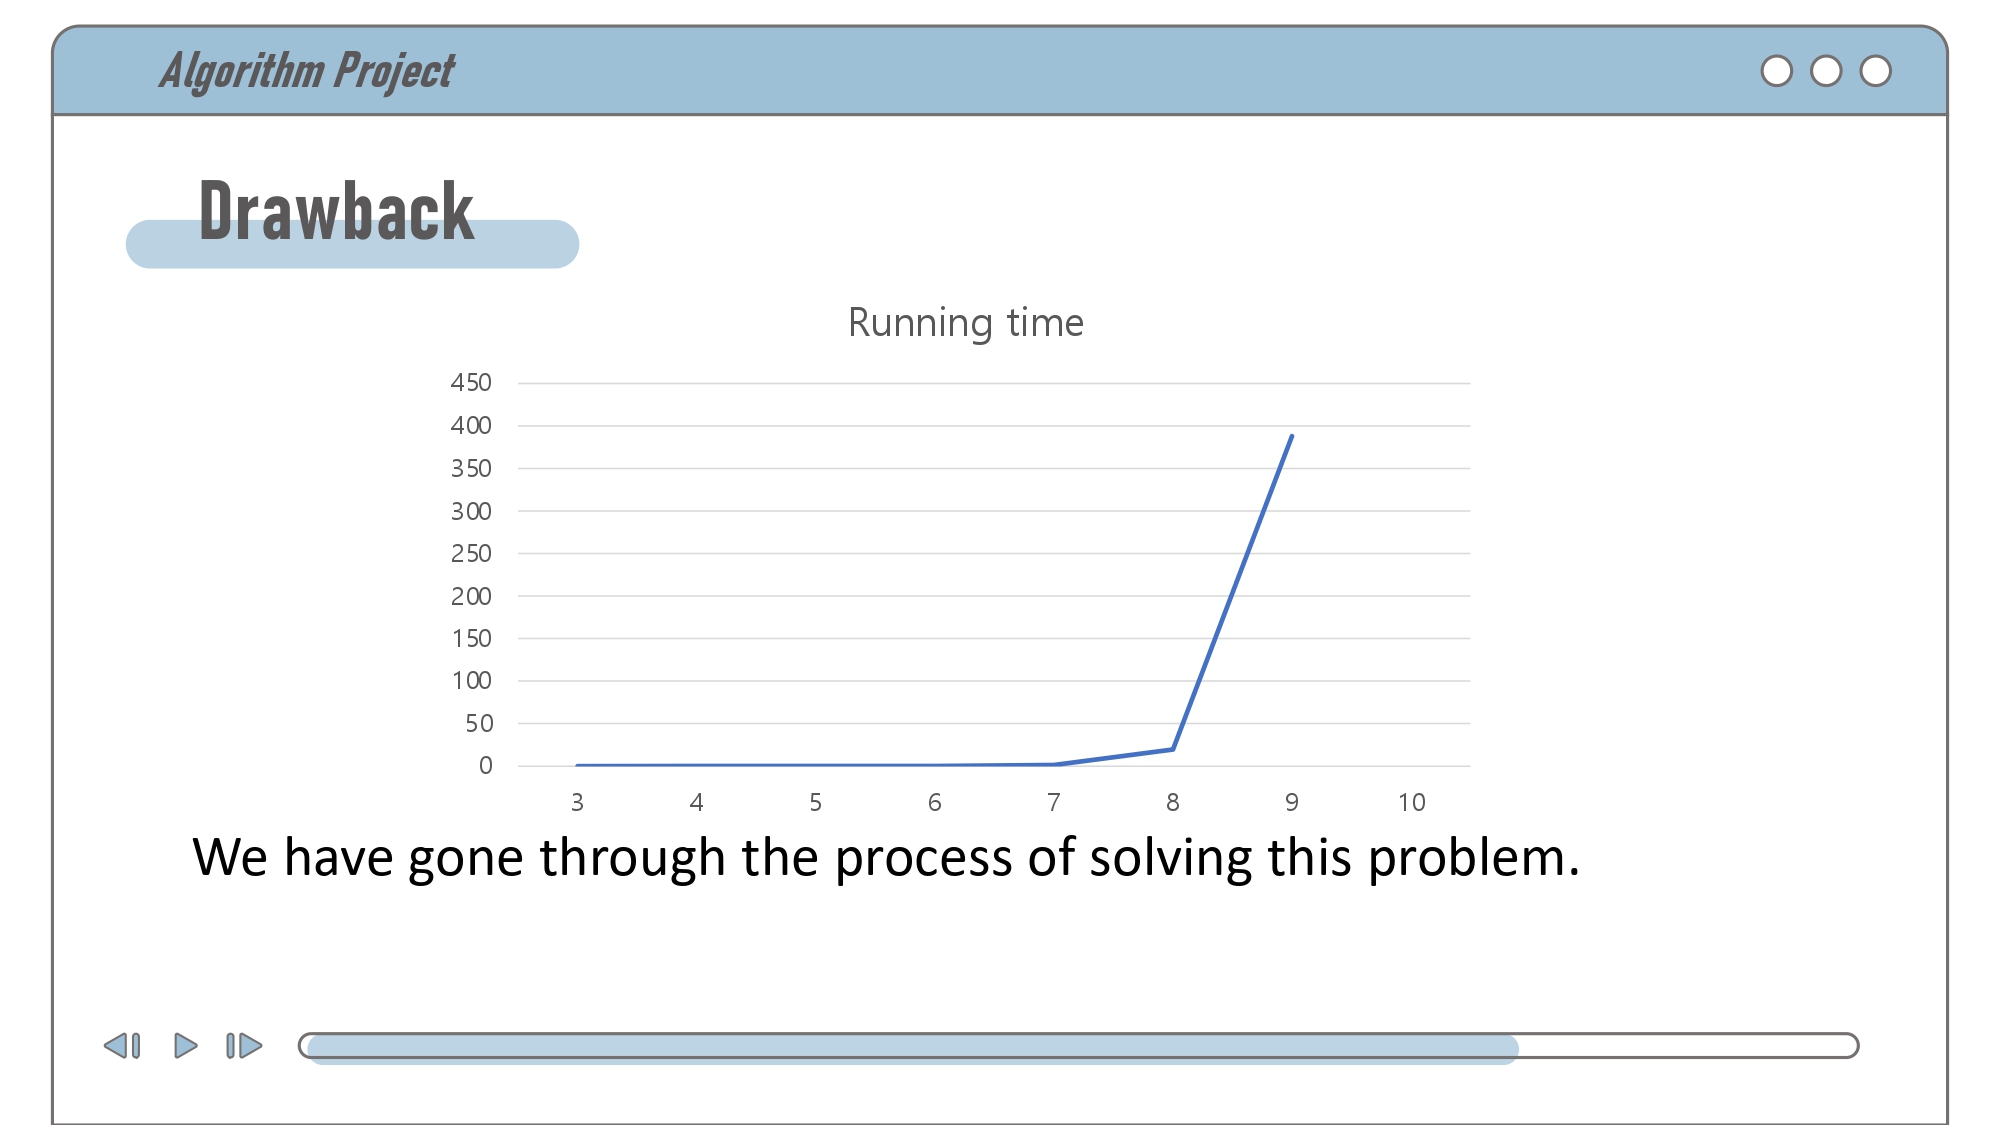 Algorithm Project
Drawback
Running time
450
400
350
300
250
200
150
100
50
0
3 4 5 6 7 8 9 10
We have gone through the process of solving this problem.